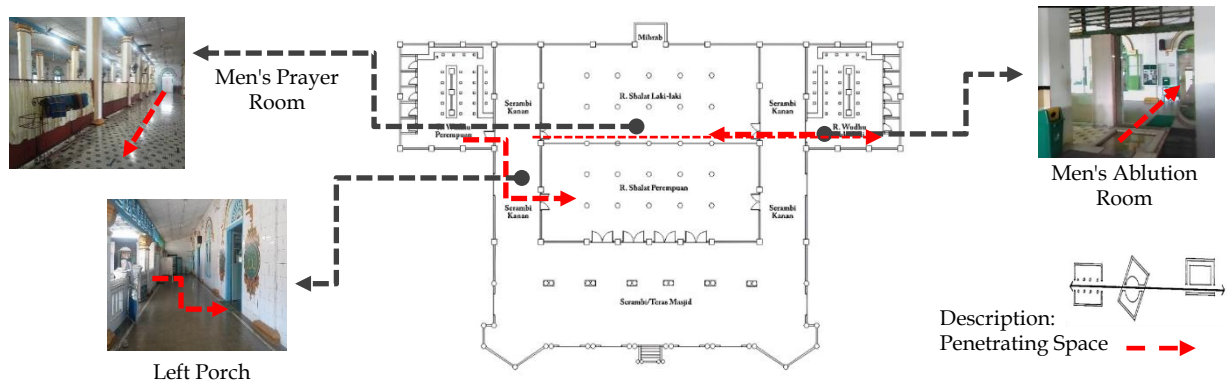 Mihrab
Men's Prayer
Room
R. Shalat Laki-laki
Serambi
Kanan
Serambi
Kanan
Perempuan
R. Wudhu
Men's Ablution
Room
R. Shalat Perempuan
Serambi
Kanan
Serambi
Kanan
Serambi/Teras Masjid
Description:
Penetrating Space
Left Porch